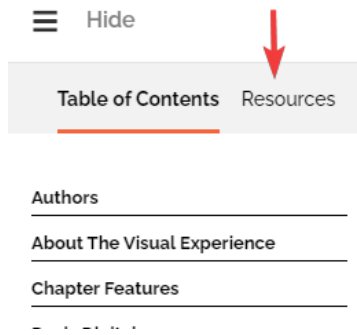 Hide
Table of Contents Resources
Authors
About The Visual Experience
Chapter Features